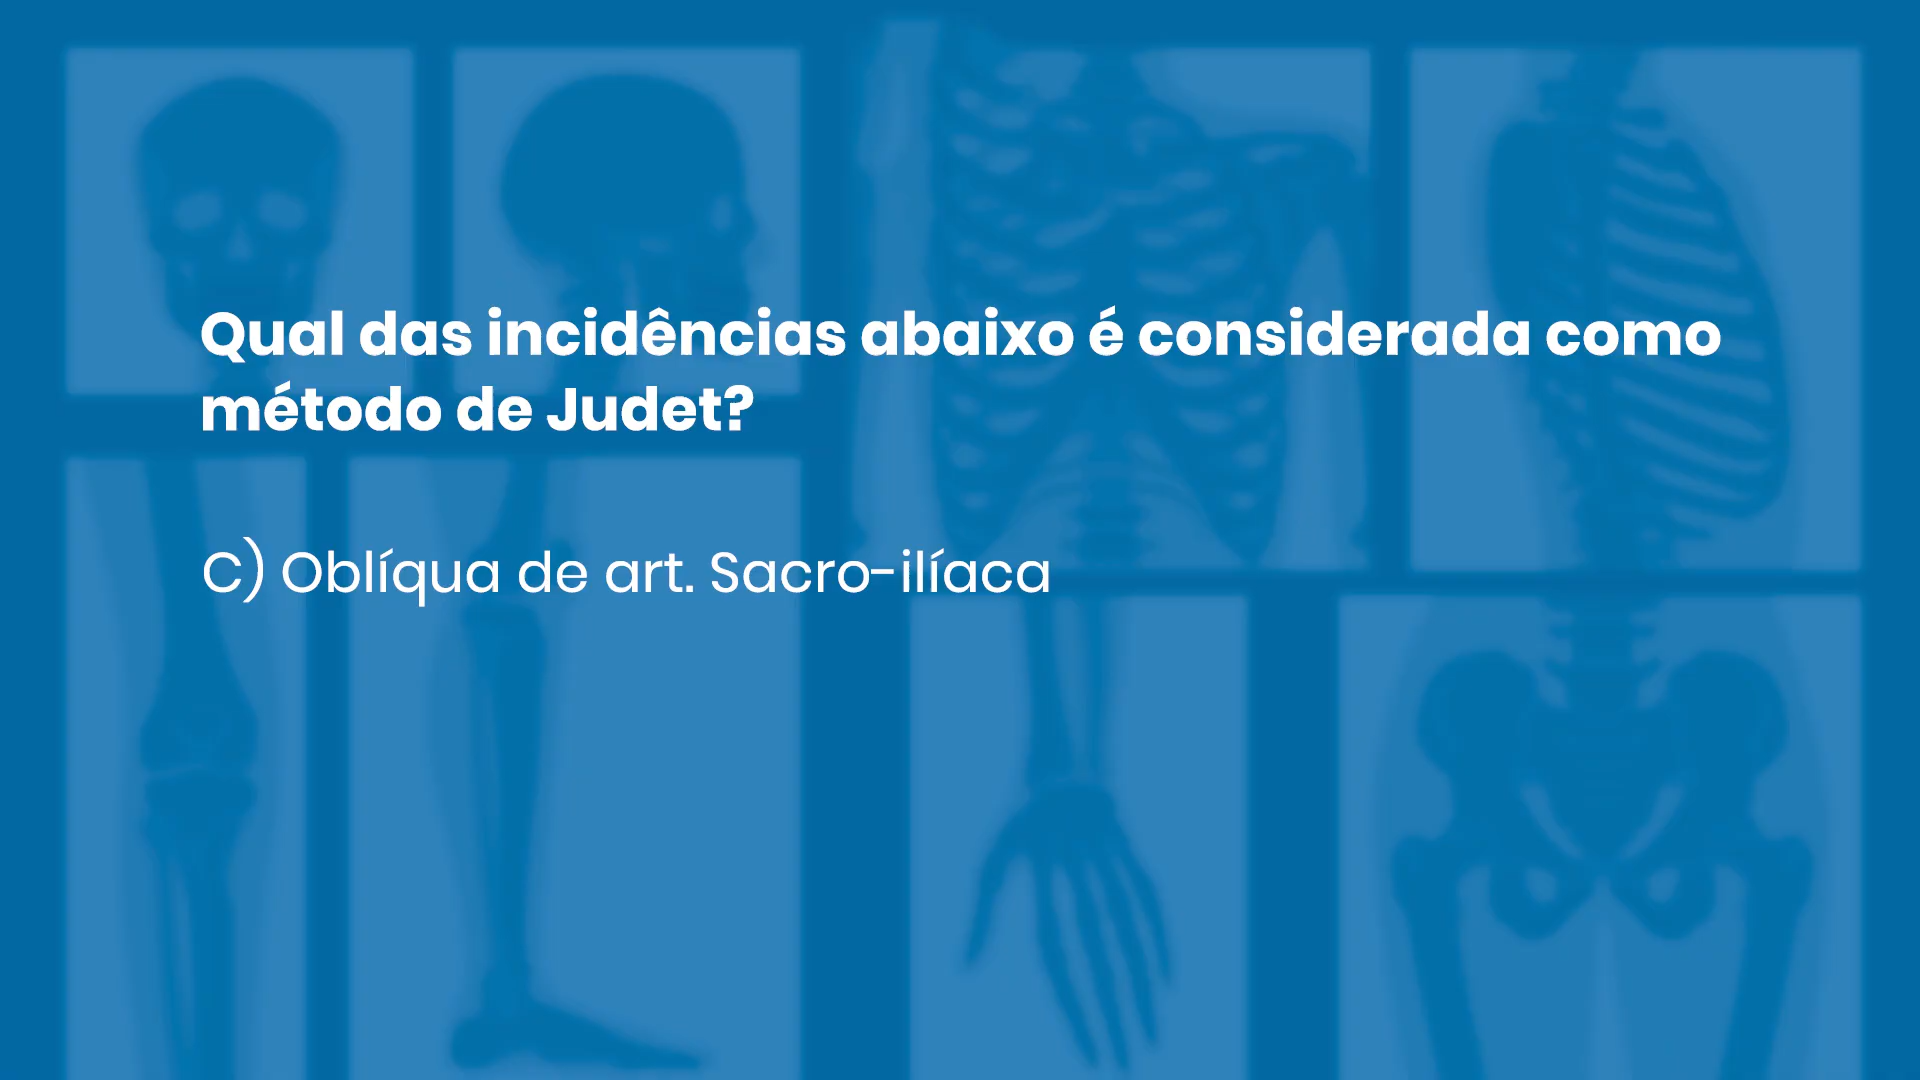 Qual das incidências abaixo é considerada como
método de Judet?
C) Oblíqua de art. Sacro-ilíaca